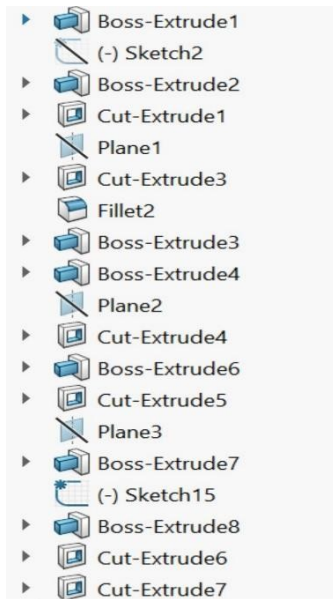 Boss-Extrude1
(-) Sketch2
Boss-Extrude2
Cut-Extrude1
Plane1
Cut-Extrude3
Fillet2
Boss-Extrude3
Boss-Extrude4
Plane2
Cut-Extrude4
Boss-Extrude6
Cut-Extrude5
Plane3
Boss-Extrude7
(-) Sketch15
Boss-Extrude8
Cut-Extrude6
Cut-Extrude7